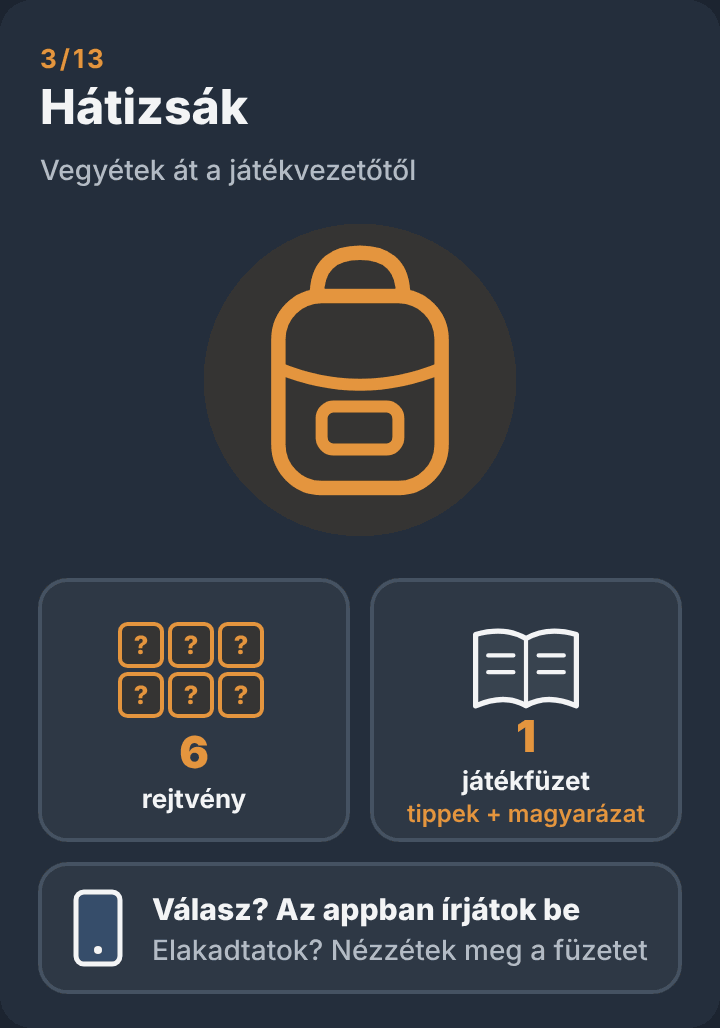 3/13
Hátizsák
Vegyétek át a játékvezetőtől
? ? ?
? ? ?
6
rejtvény
1
játékfüzet
tippek + magyarázat
Válasz? Az appban írjátok be
Elakadtatok? Nézzétek meg a füzetet